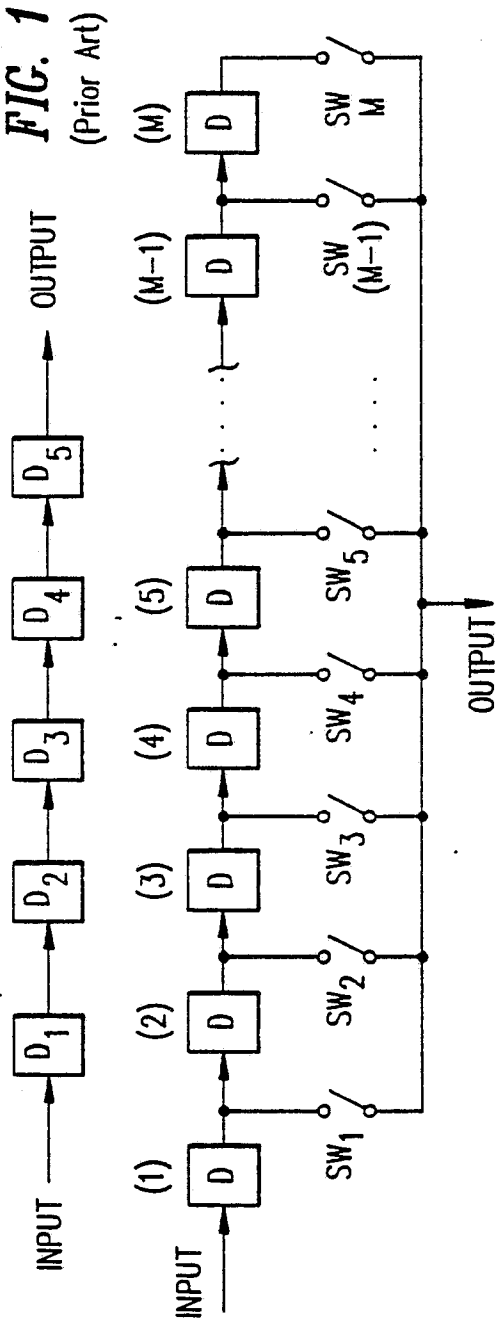 FIG. 1
(Prior Art)
INPUT D1 D2 D3 D4 D5 OUTPUT
(1) (2) (3) (4) (5) (M-1) (M)
INPUT D D D D D . . . . D D
SW1 SW2 SW3 SW4 SW5 . . . . SW (M-1) SW M
OUTPUT